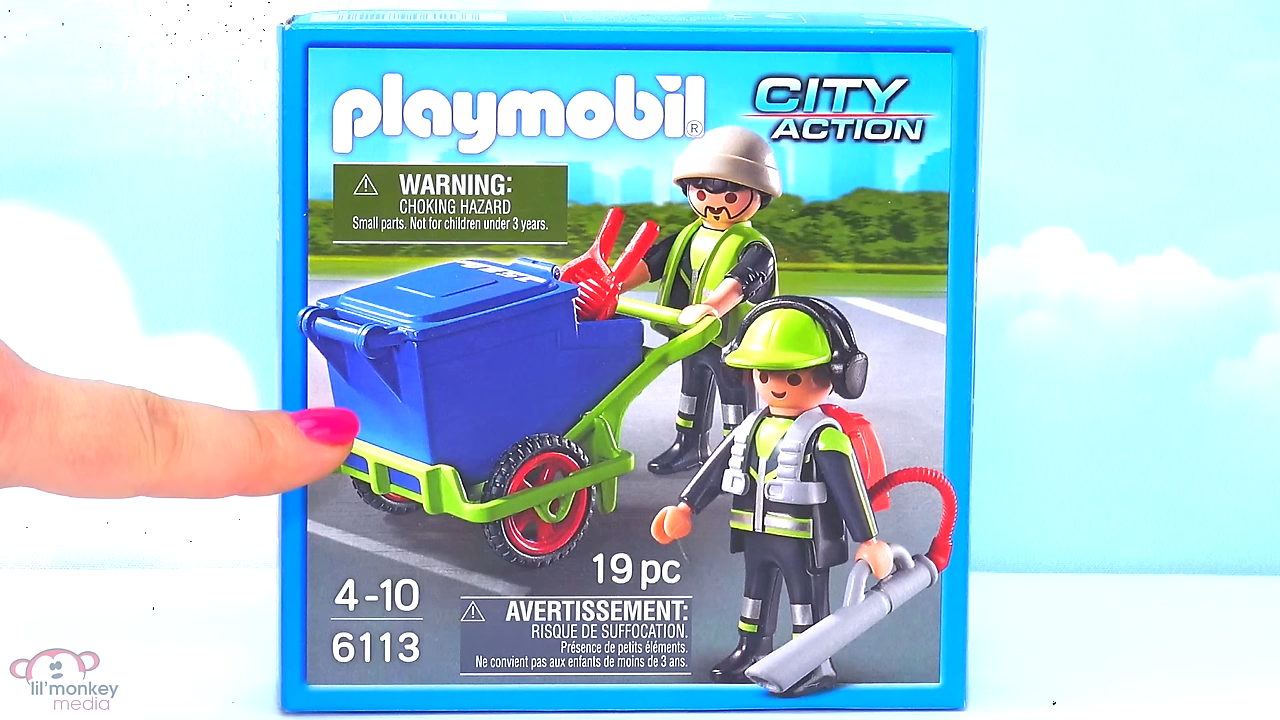 playmobil®
CITY
ACTION
WARNING:
CHOKING HAZARD
Small parts. Not for children under 3 years.
19 pc
4-10
6113
AVERTISSEMENT:
RISQUE DE SUFFOCATION.
Présence de petits éléments.
Ne convient pas aux enfants de moins de 3 ans.
lil'monkey
media